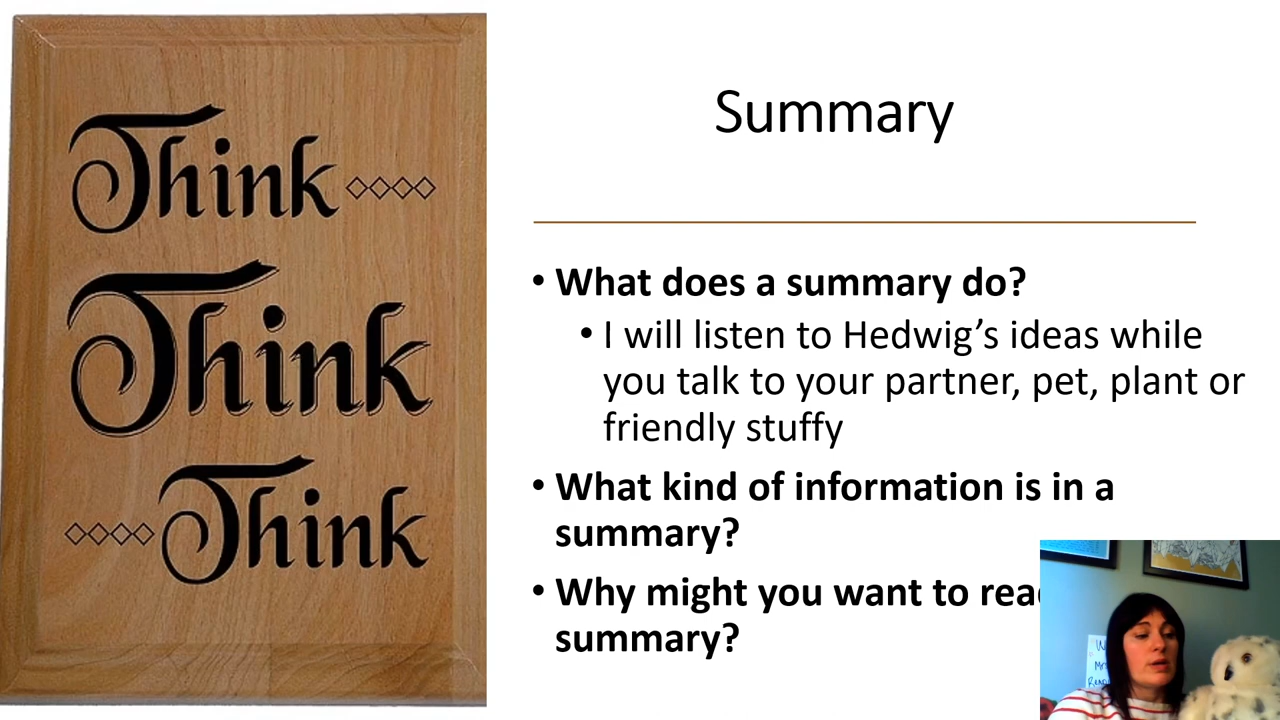 Think
Think
Think
Summary
• What does a summary do?
• I will listen to Hedwig’s ideas while
you talk to your partner, pet, plant or
friendly stuffy
• What kind of information is in a
summary?
• Why might you want to
summary?